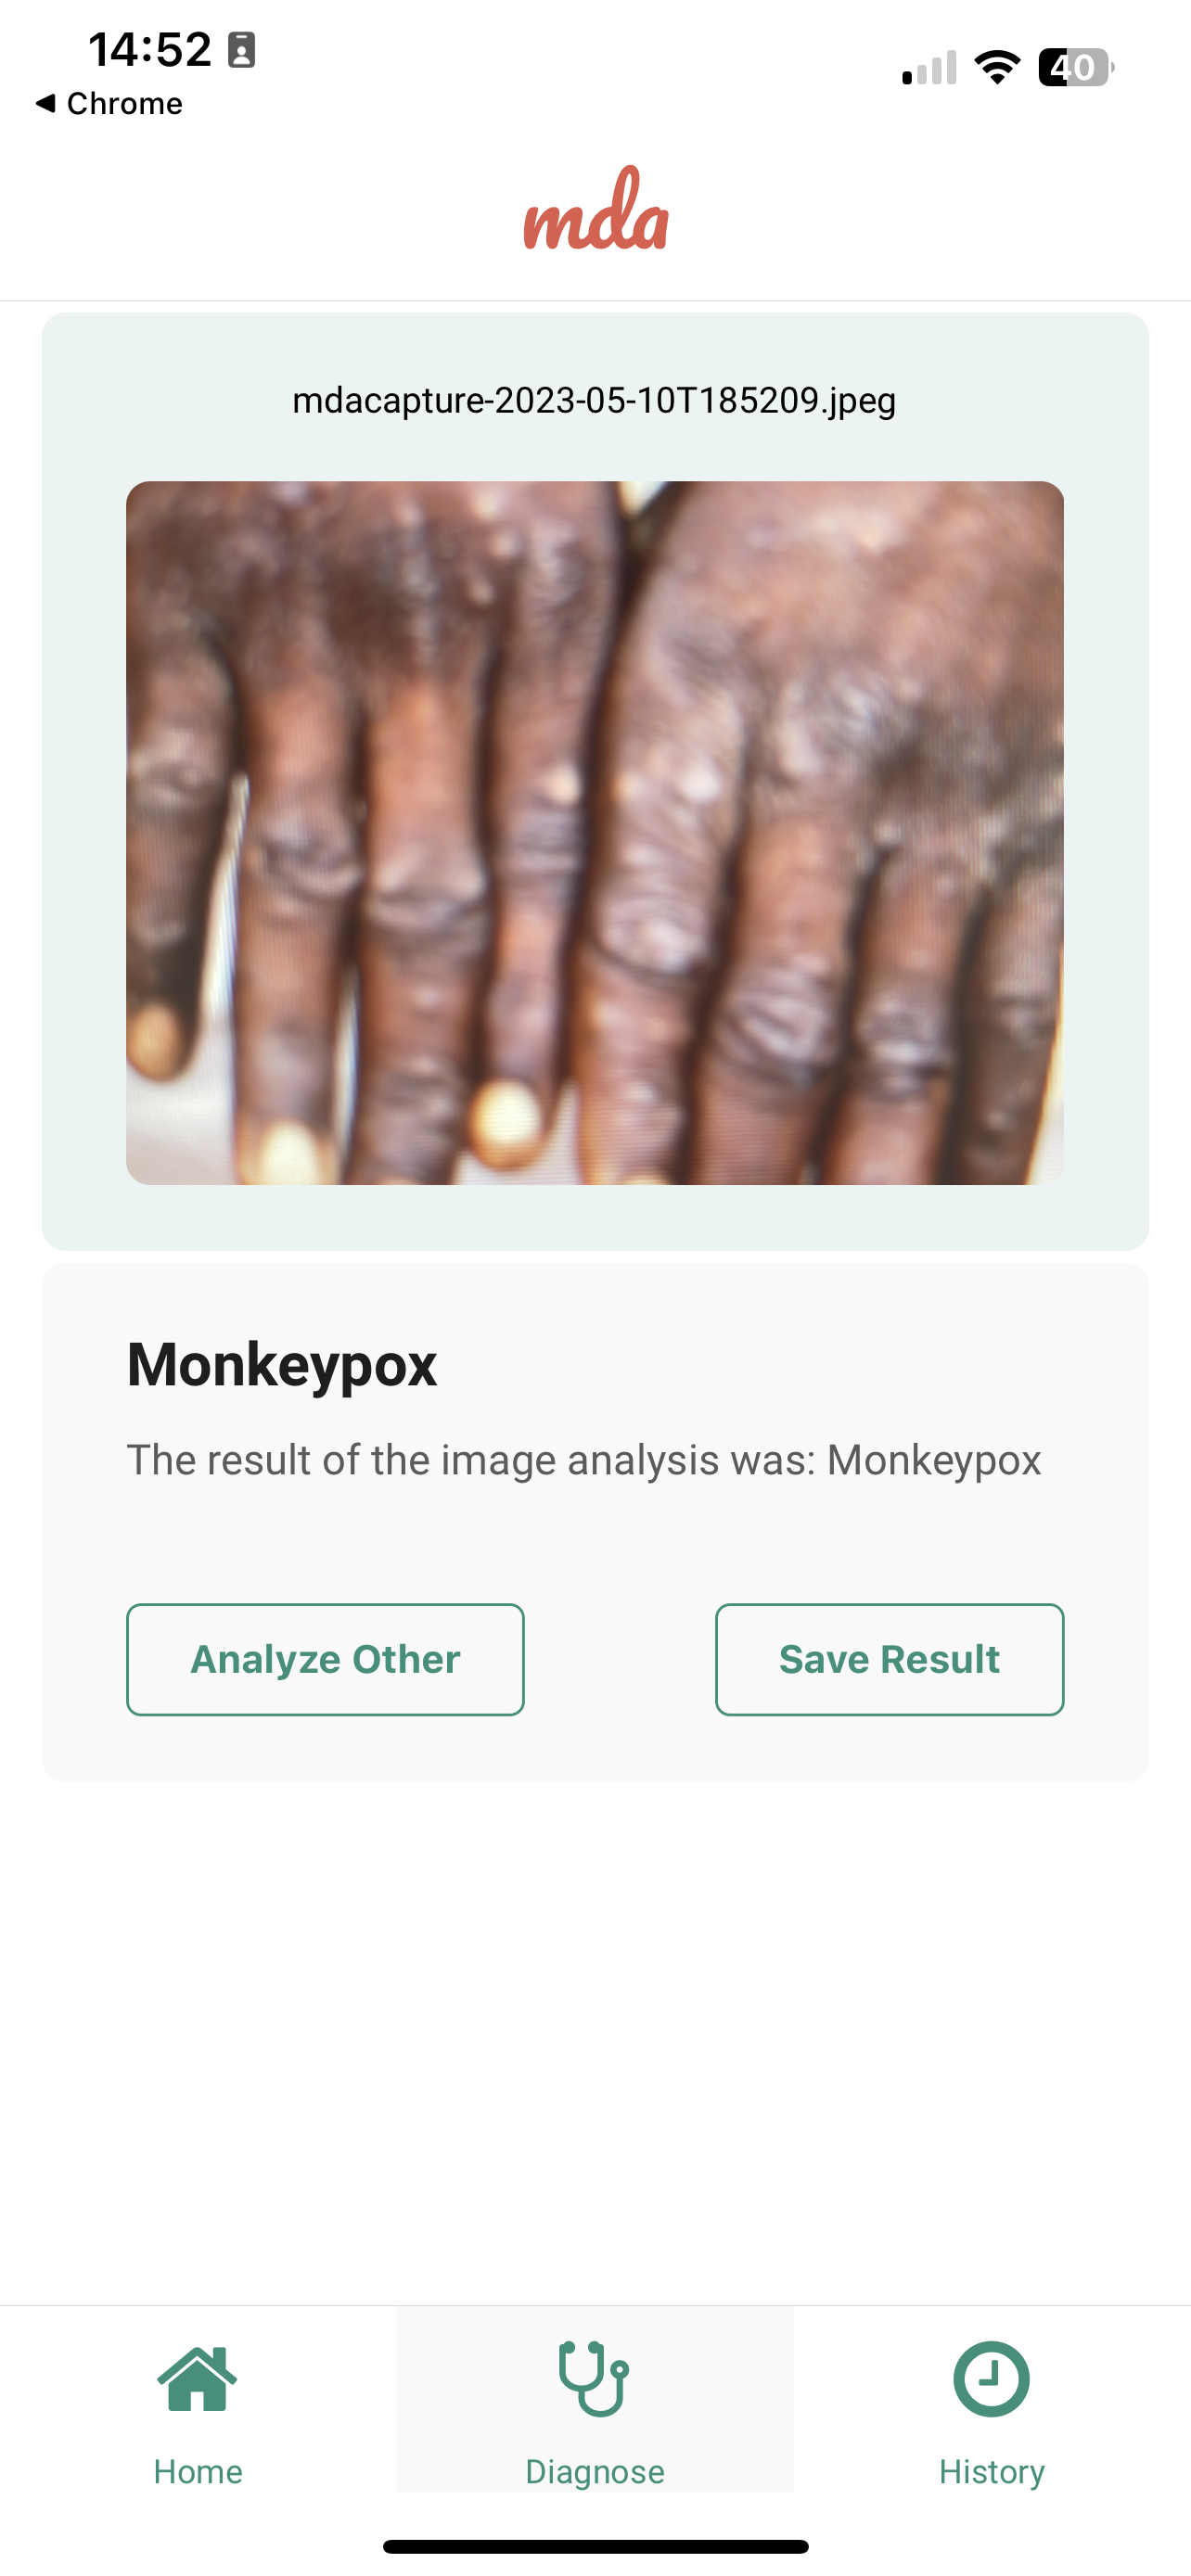 14:52
Chrome
40
mda
mdacapture-2023-05-10T185209.jpeg
Monkeypox
The result of the image analysis was: Monkeypox
Analyze Other
Save Result
Home
Diagnose
History